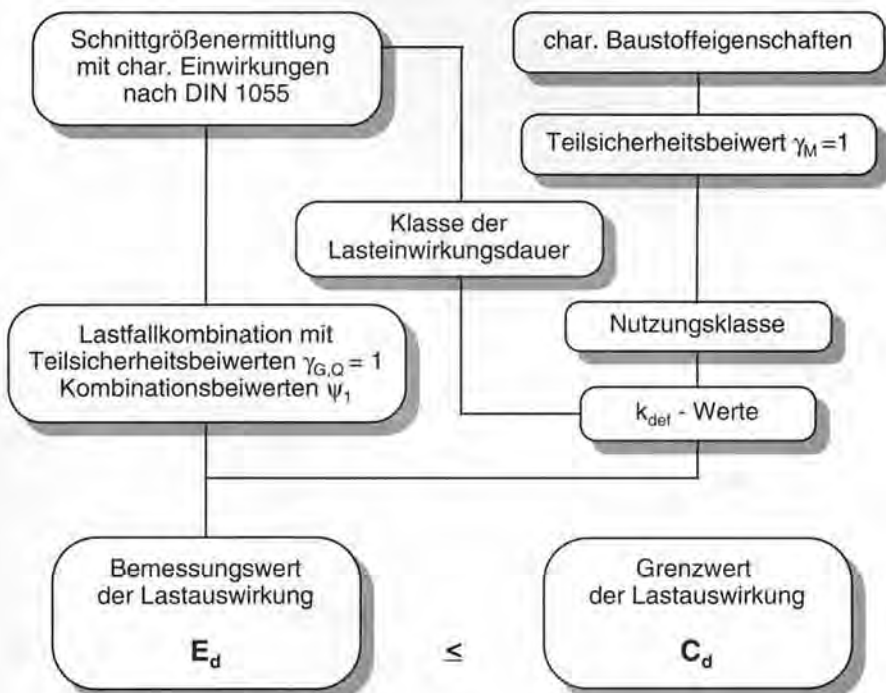 Schnittgrößenermittlung
mit char. Einwirkungen
nach DIN 1055
char. Baustoffeigenschaften
Teilsicherheitsbeiwert γM =1
Klasse der
Lasteinwirkungsdauer
Lastfallkombination mit
Teilsicherheitsbeiwerten γG,Q = 1
Kombinationsbeiwerten ψ1
Nutzungsklasse
kdef - Werte
Bemessungswert
der Lastauswirkung
Ed
≤
Grenzwert
der Lastauswirkung
Cd